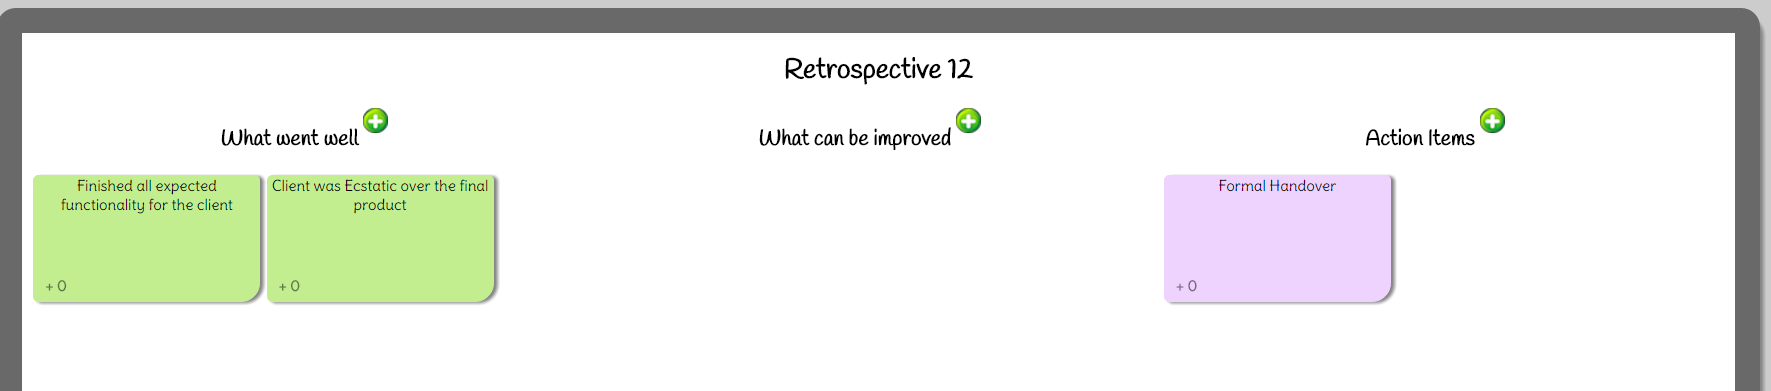 Retrospective 12
What went well
What can be improved
Action Items
Finished all expected
functionality for the client
+ 0
Client was Ecstatic over the final
product
+ 0
Formal Handover
+ 0